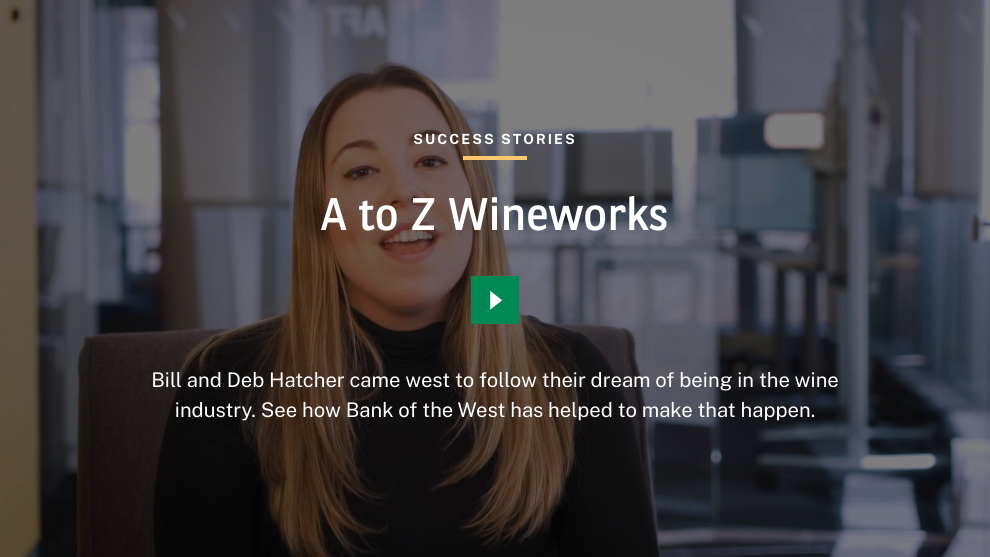 SUCCESS STORIES
A to Z Wineworks
Bill and Deb Hatcher came west to follow their dream of being in the wine
industry. See how Bank of the West has helped to make that happen.